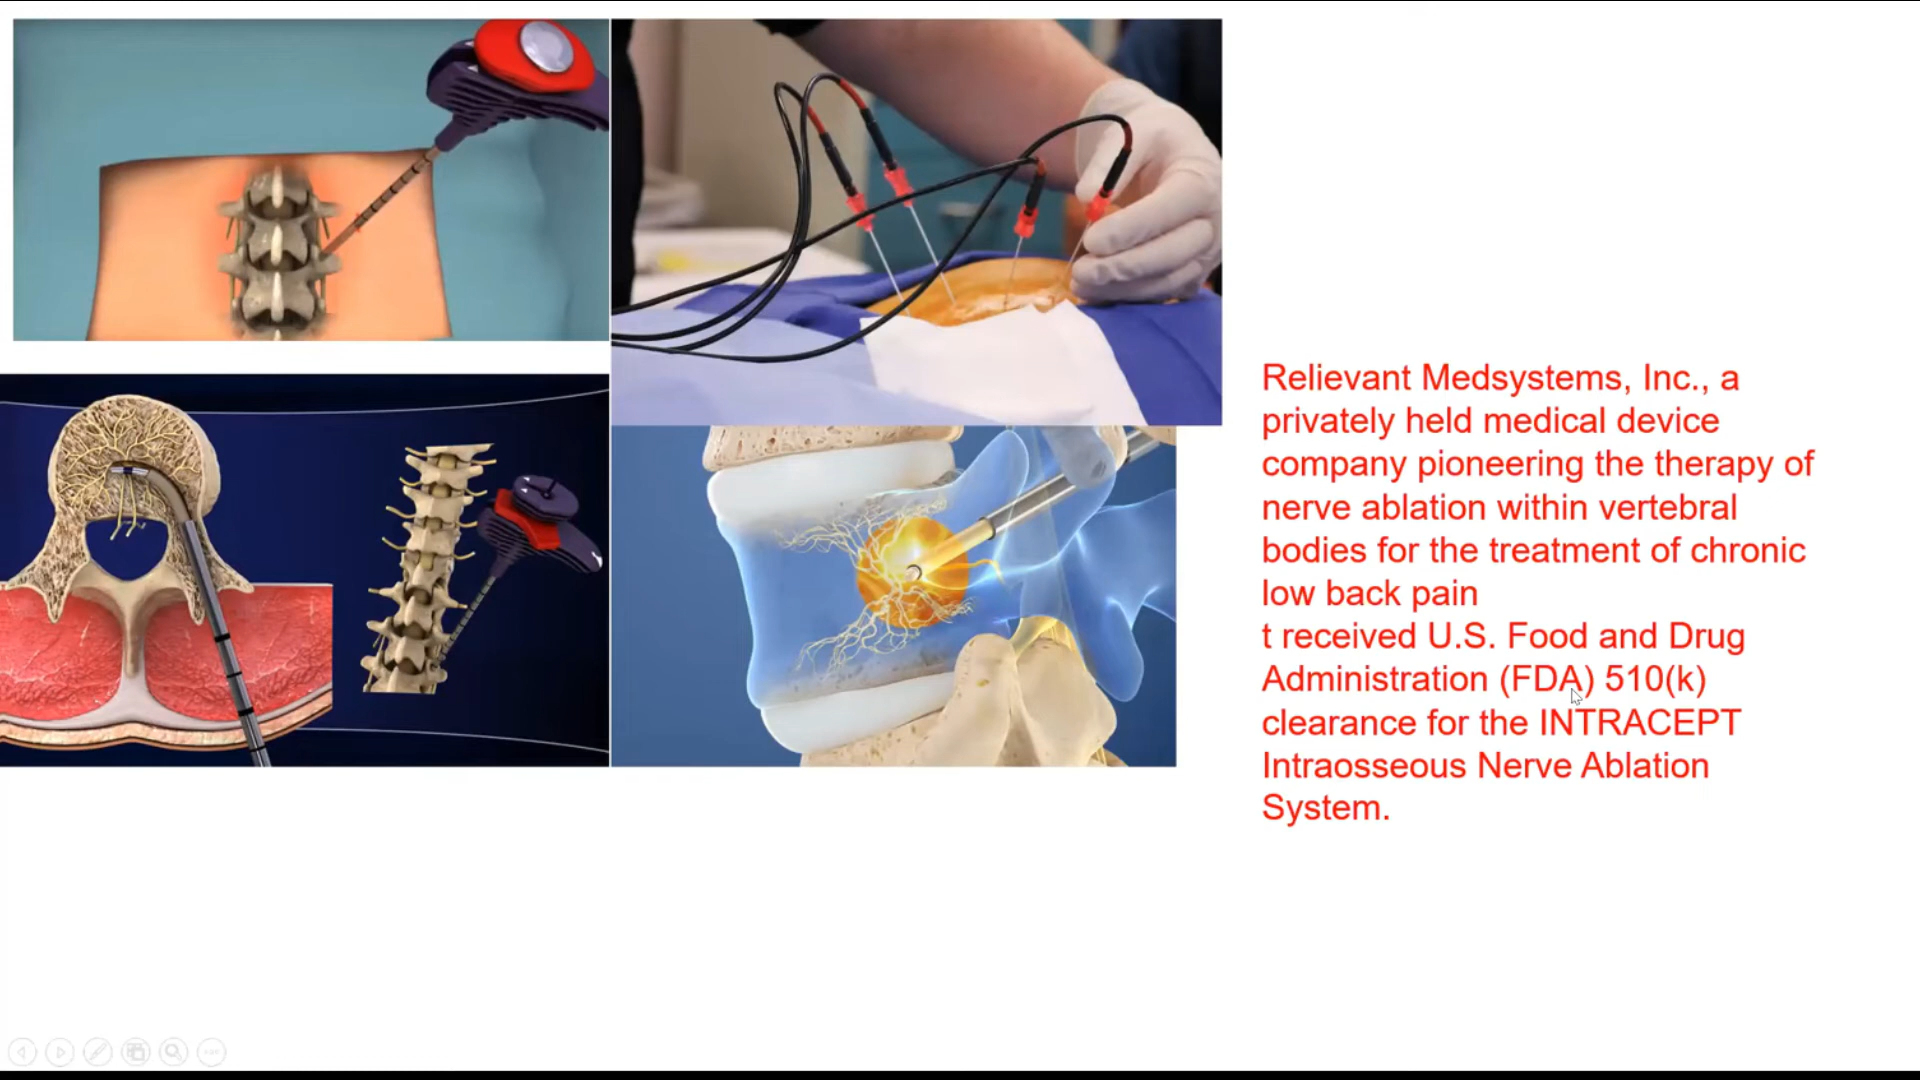 Relievant Medsystems, Inc., a
privately held medical device
company pioneering the therapy of
nerve ablation within vertebral
bodies for the treatment of chronic
low back pain
t received U.S. Food and Drug
Administration (FDA) 510(k)
clearance for the INTRACEPT
Intraosseous Nerve Ablation
System.